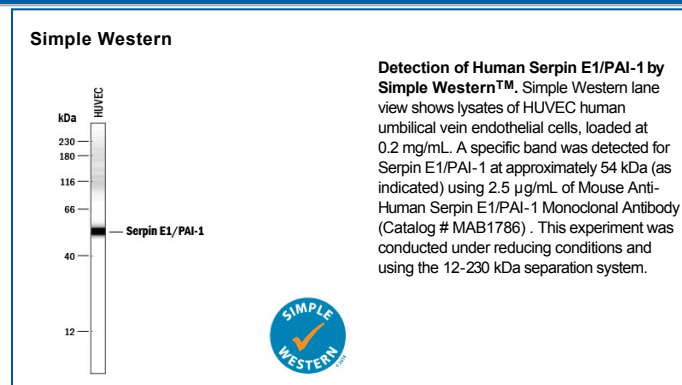 Simple Western
HUVEC
kDa
230
180
116
66
Serpin E1/PAI-1
40
12
SIMPLE
WESTERN
Detection of Human Serpin E1/PAI-1 by
Simple Western™. Simple Western lane
view shows lysates of HUVEC human
umbilical vein endothelial cells, loaded at
0.2 mg/mL. A specific band was detected for
Serpin E1/PAI-1 at approximately 54 kDa (as
indicated) using 2.5 µg/mL of Mouse Anti-
Human Serpin E1/PAI-1 Monoclonal Antibody
(Catalog # MAB1786) . This experiment was
conducted under reducing conditions and
using the 12-230 kDa separation system.